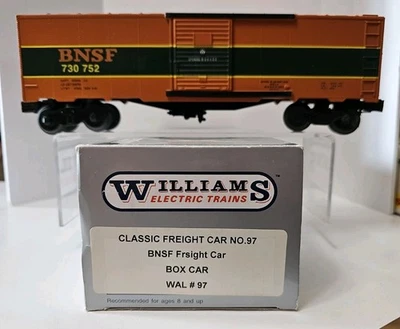 BNSF
730 752
WILLIAMS
ELECTRIC TRAINS
CLASSIC FREIGHT CAR NO.97
BNSF Frsight Car
BOX CAR
WAL # 97
Recommended for ages 8 and up